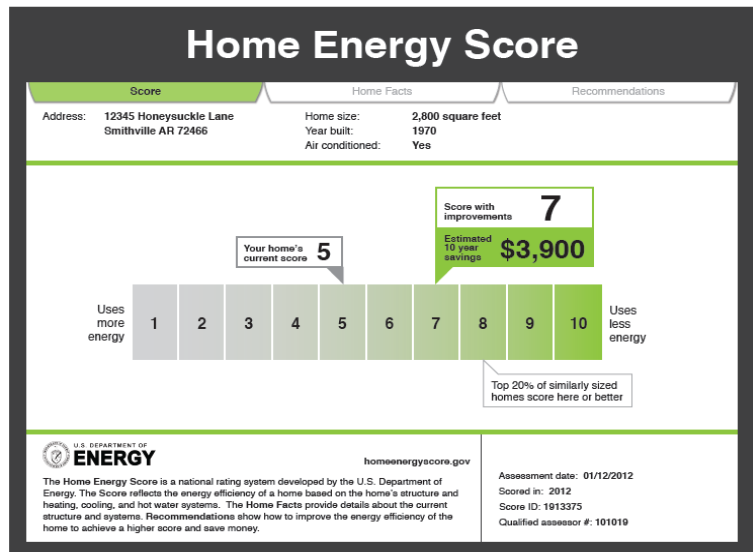 Home Energy Score
Score
Home Facts
Recommendations
Address: 12345 Honeysuckle Lane
Smithville AR 72466
Home size: 2,800 square feet
Year built: 1970
Air conditioned: Yes
Score with
improvements
7
Estimated
10 year
savings
$3,900
Your home's
current score
5
Uses
more
energy
1 2 3 4 5 6 7 8 9 10
Uses
less
energy
Top 20% of similarly sized
homes score here or better
U.S. DEPARTMENT OF
ENERGY
homeenergyscore.gov
The Home Energy Score is a national rating system developed by the U.S. Department of
Energy. The Score reflects the energy efficiency of a home based on the home's structure and
heating, cooling, and hot water systems. The Home Facts provide details about the current
structure and systems. Recommendations show how to improve the energy efficiency of the
home to achieve a higher score and save money.
Assessment date: 01/12/2012
Scored in: 2012
Score ID: 1913375
Qualified assessor #: 101019